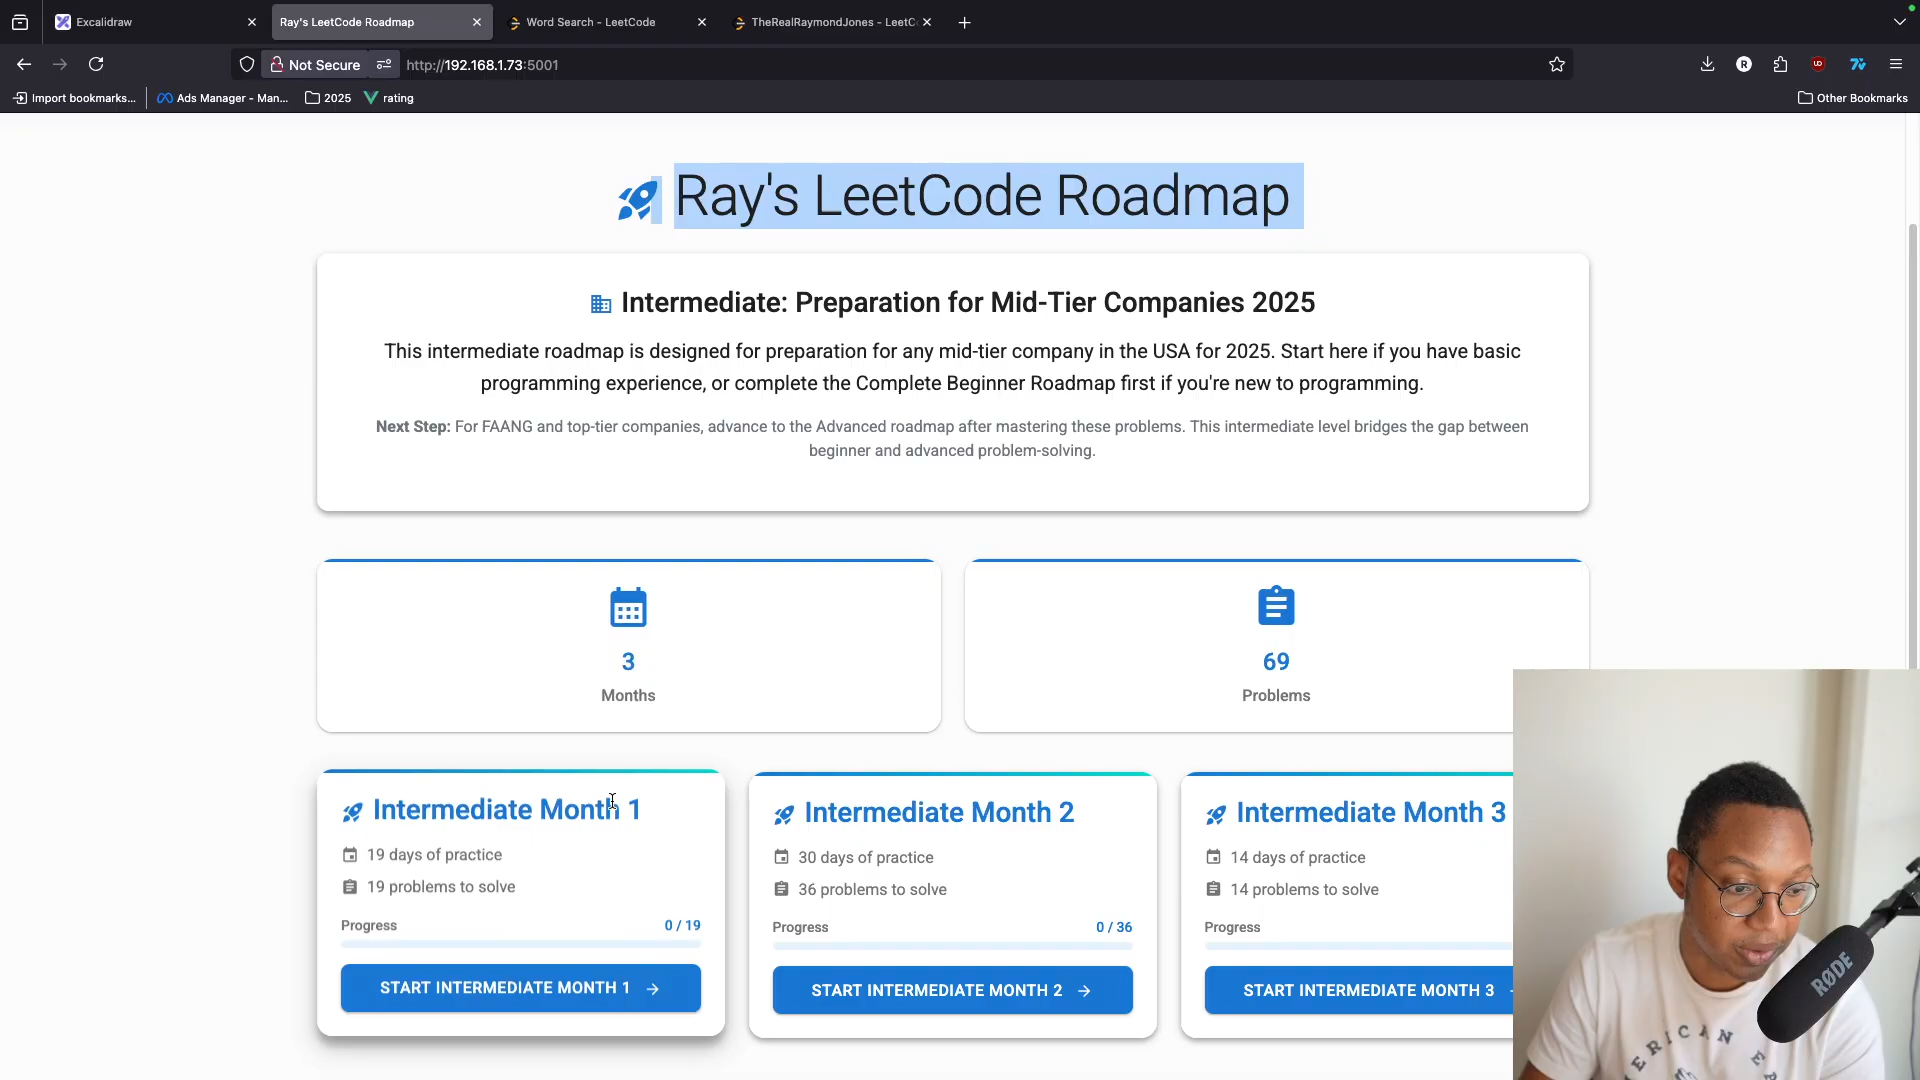 Excalidraw
Ray's LeetCode Roadmap
Word Search - LeetCode
TheRealRaymondJones - LeetC
Not Secure
http://192.168.1.73:5001
R
Import bookmarks...
Ads Manager - Man...
2025
rating
Other Bookmarks
Ray's LeetCode Roadmap
Intermediate: Preparation for Mid-Tier Companies 2025
This intermediate roadmap is designed for preparation for any mid-tier company in the USA for 2025. Start here if you have basic
programming experience, or complete the Complete Beginner Roadmap first if you're new to programming.
Next Step: For FAANG and top-tier companies, advance to the Advanced roadmap after mastering these problems. This intermediate level bridges the gap between
beginner and advanced problem-solving.
3
Months
69
Problems
Intermediate Month 1
19 days of practice
19 problems to solve
Progress
0 / 19
START INTERMEDIATE MONTH 1
Intermediate Month 2
30 days of practice
36 problems to solve
Progress
0 / 36
START INTERMEDIATE MONTH 2
Intermediate Month 3
14 days of practice
14 problems to solve
Progress
START INTERMEDIATE MONTH 3
RØDE
ERICAN